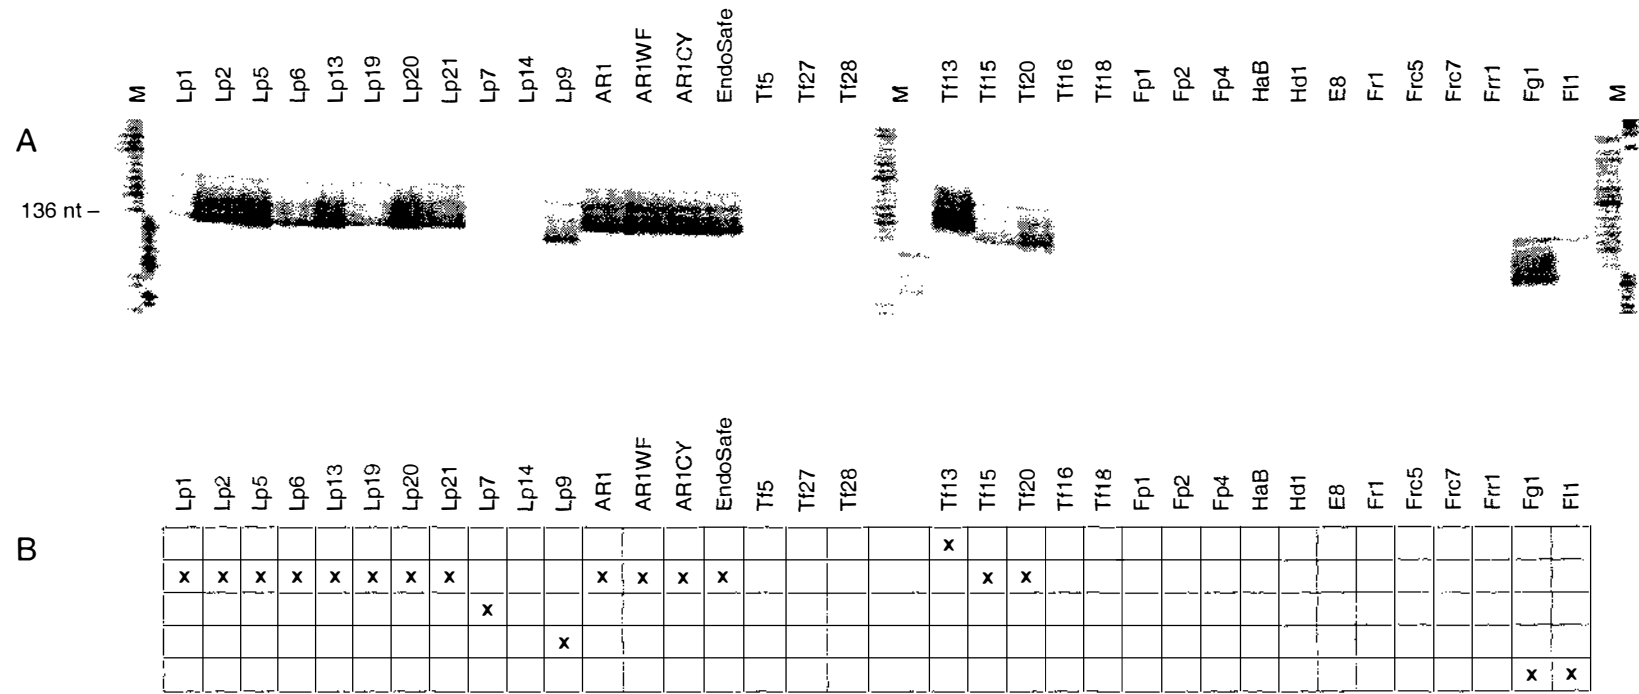 A
M Lp1 Lp2 Lp5 Lp6 Lp13 Lp19 Lp20 Lp21 Lp7 Lp14 Lp9 AR1 AR1WF AR1CY EndoSafe Tf5 Tf27 Tf28 M Tf13 Tf15 Tf20 Tf16 Tf18 Fp1 Fp2 Fp4 HaB Hd1 E8 Fr1 Frc5 Frc7 Frr1 Fg1 Fl1 M
136 nt –
B
Lp1 Lp2 Lp5 Lp6 Lp13 Lp19 Lp20 Lp21 Lp7 Lp14 Lp9 AR1 AR1WF AR1CY EndoSafe Tf5 Tf27 Tf28 Tf13 Tf15 Tf20 Tf16 Tf18 Fp1 Fp2 Fp4 HaB Hd1 E8 Fr1 Frc5 Frc7 Frr1 Fg1 Fl1
x
x x x x x x x x x x x x x x
x
x
x x